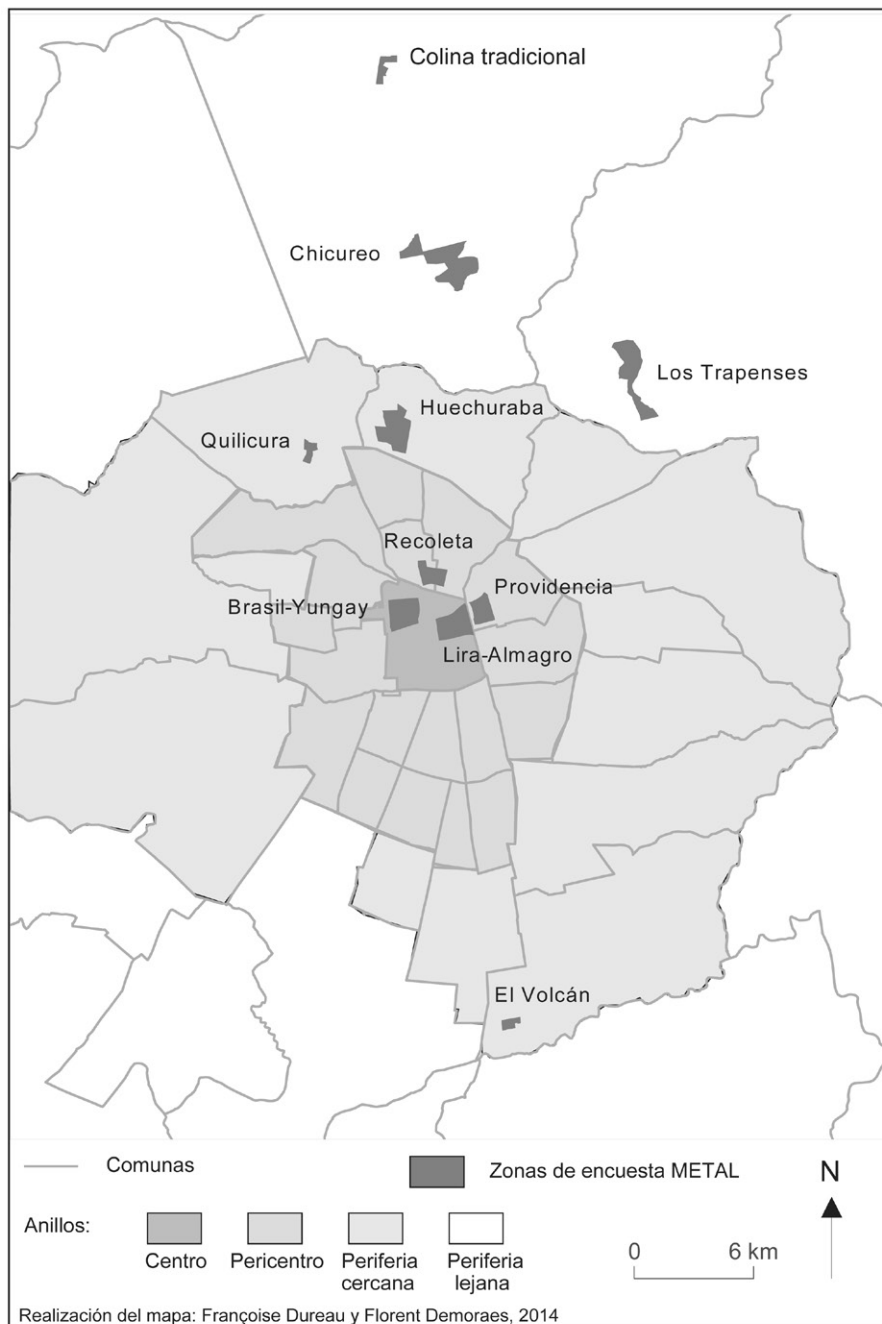 Colina tradicional
Chicureo
Los Trapenses
Huechuraba
Quilicura
Recoleta
Providencia
Brasil-Yungay
Lira-Almagro
El Volcán
Comunas
Zonas de encuesta METAL
N
Anillos:
Centro
Pericentro
Periferia
cercana
Periferia
lejana
0 6 km
Realización del mapa: Françoise Dureau y Florent Demoraes, 2014